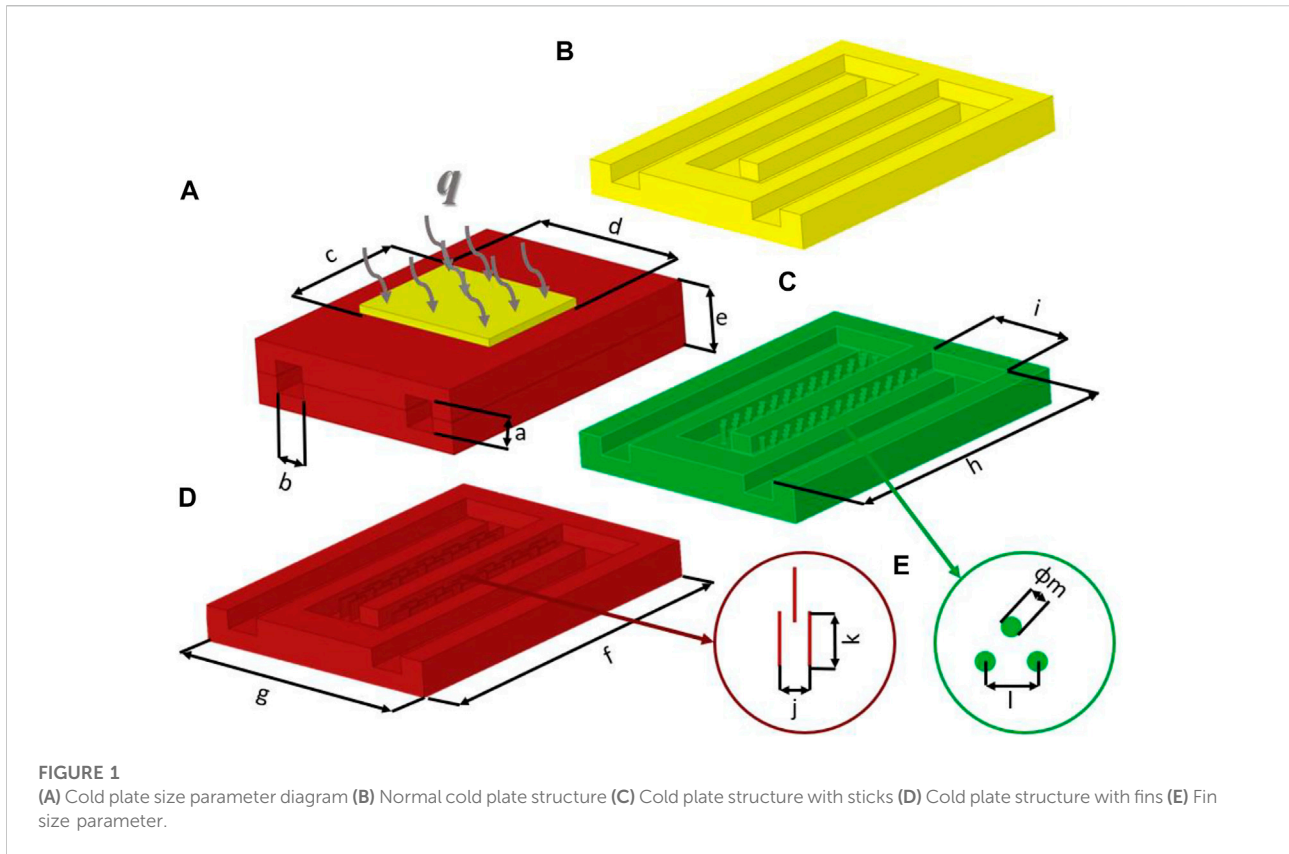 B
A
q
c
d
e
C
i
a
b
h
D
E
ϕm
k
f
l
g
j
FIGURE 1
(A) Cold plate size parameter diagram (B) Normal cold plate structure (C) Cold plate structure with sticks (D) Cold plate structure with fins (E) Fin
size parameter.